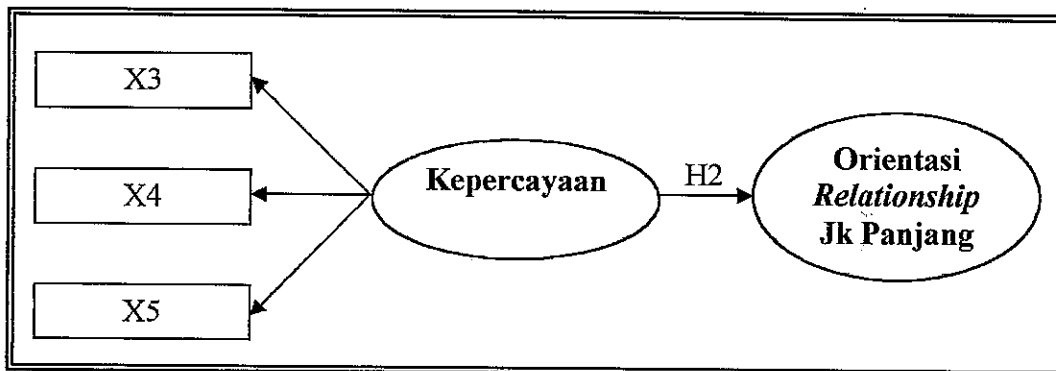 X3
X4
X5
Kepercayaan
H2
Orientasi
Relationship
Jk Panjang